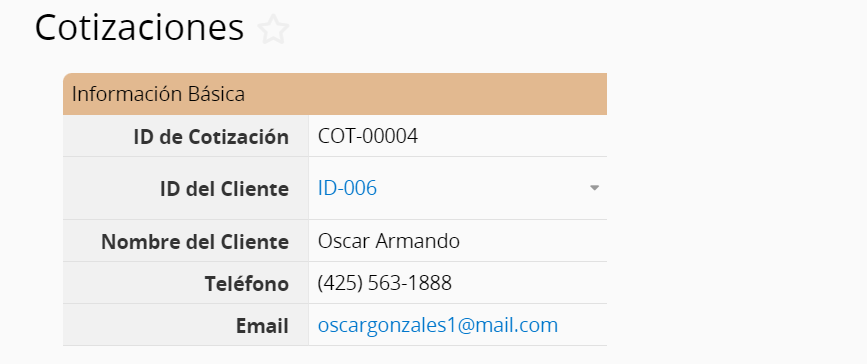 Cotizaciones
Información Básica
ID de Cotización COT-00004
ID del Cliente ID-006
Nombre del Cliente Oscar Armando
Teléfono (425) 563-1888
Email oscargonzales1@mail.com